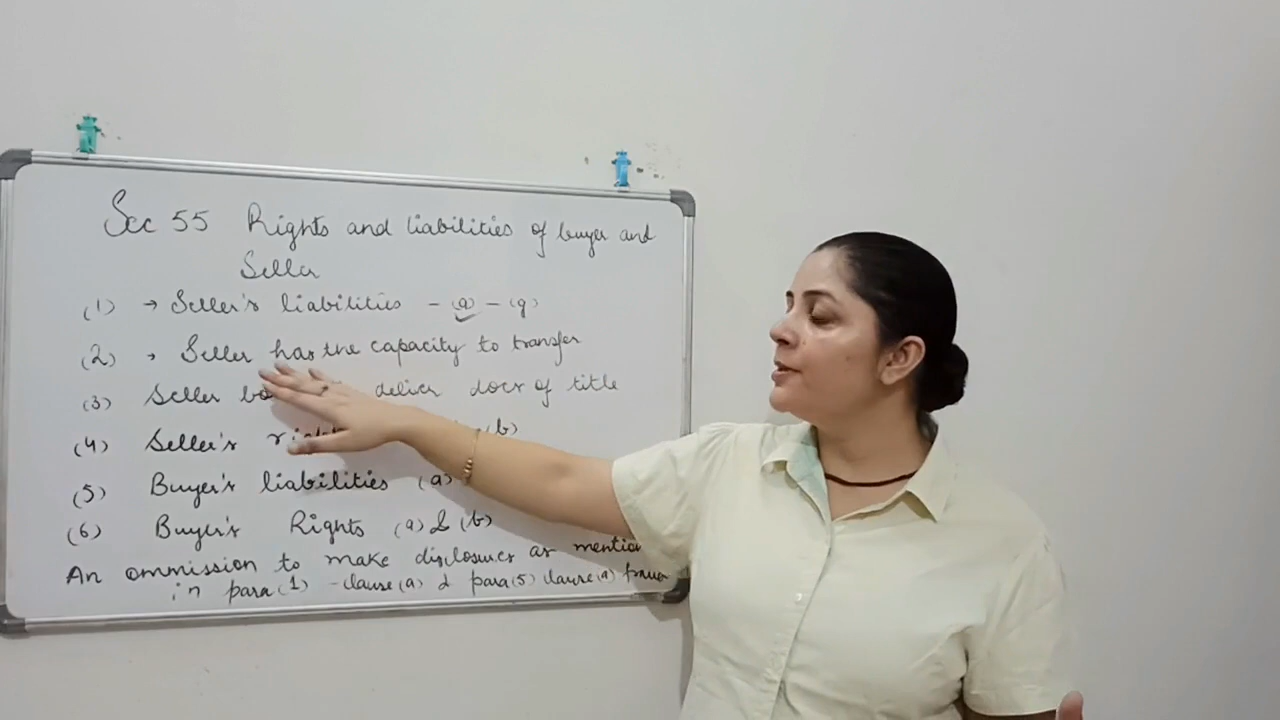 Sec 55 Rights and liabilities of buyer and
Seller
(1) → Seller's liabilities - (a) - (g)
(2) → Seller has the capacity to transfer
(3) Seller deliver docs of title
(4) Seller's (b)
(5) Buyer's liabilities (a)
(6) Buyer's Rights (a) & (b)
An ommission to make disclosures as
in para (1) - clause (a) & para (5) clause (a)